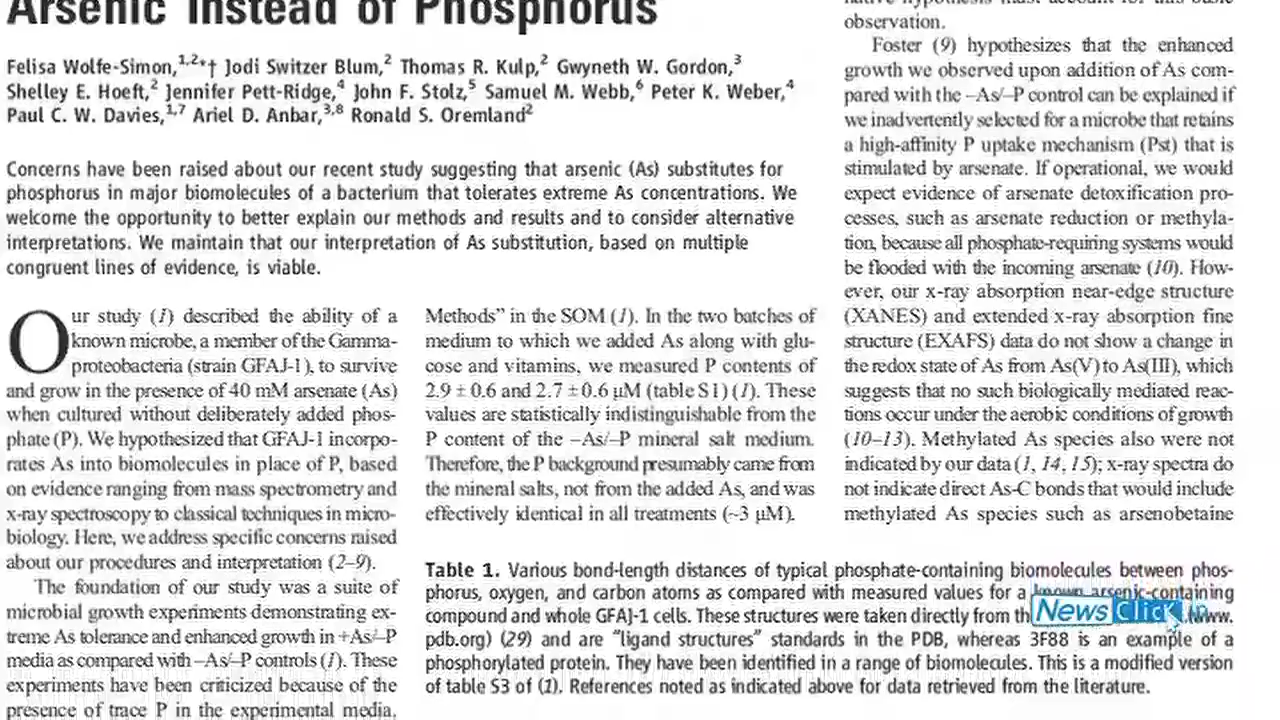 Arsenic Instead of Phosphorus
Felisa Wolfe-Simon,1,2*† Jodi Switzer Blum,2 Thomas R. Kulp,2 Gwyneth W. Gordon,3
Shelley E. Hoeft,2 Jennifer Pett-Ridge,4 John F. Stolz,5 Samuel M. Webb,6 Peter K. Weber,4
Paul C. W. Davies,1,7 Ariel D. Anbar,3,8 Ronald S. Oremland2
Concerns have been raised about our recent study suggesting that arsenic (As) substitutes for
phosphorus in major biomolecules of a bacterium that tolerates extreme As concentrations. We
welcome the opportunity to better explain our methods and results and to consider alternative
interpretations. We maintain that our interpretation of As substitution, based on multiple
congruent lines of evidence, is viable.
Our study (1) described the ability of a
known microbe, a member of the Gamma-
proteobacteria (strain GFAJ-1), to survive
and grow in the presence of 40 mM arsenate (As)
when cultured without deliberately added phos-
phate (P). We hypothesized that GFAJ-1 incorpo-
rates As into biomolecules in place of P, based
on evidence ranging from mass spectrometry and
x-ray spectroscopy to classical techniques in micro-
biology. Here, we address specific concerns raised
about our procedures and interpretation (2–9).
The foundation of our study was a suite of
microbial growth experiments demonstrating ex-
treme As tolerance and enhanced growth in +As/–P
media as compared with –As/–P controls (1). These
experiments have been criticized because of the
presence of trace P in the experimental media,
Methods” in the SOM (1). In the two batches of
medium to which we added As along with glu-
cose and vitamins, we measured P contents of
2.9 ± 0.6 and 2.7 ± 0.6 μM (table S1) (1). These
values are statistically indistinguishable from the
P content of the –As/–P mineral salt medium.
Therefore, the P background presumably came from
the mineral salts, not from the added As, and was
effectively identical in all treatments (~3 μM).
native hypothesis must account for this basic
observation.
Foster (9) hypothesizes that the enhanced
growth we observed upon addition of As com-
pared with the –As/–P control can be explained if
we inadvertently selected for a microbe that retains
a high-affinity P uptake mechanism (Pst) that is
stimulated by arsenate. If operational, we would
expect evidence of arsenate detoxification pro-
cesses, such as arsenate reduction or methyla-
tion, because all phosphate-requiring systems would
be flooded with the incoming arsenate (10). How-
ever, our x-ray absorption near-edge structure
(XANES) and extended x-ray absorption fine
structure (EXAFS) data do not show a change in
the redox state of As from As(V) to As(III), which
suggests that no such biologically mediated reac-
tions occur under the aerobic conditions of growth
(10–13). Methylated As species also were not
indicated by our data (1, 14, 15); x-ray spectra do
not indicate direct As-C bonds that would include
methylated As species such as arsenobetaine
Table 1. Various bond-length distances of typical phosphate-containing biomolecules between phos-
phorus, oxygen, and carbon atoms as compared with measured values for a known arsenic-containing
compound and whole GFAJ-1 cells. These structures were taken directly from the www.
pdb.org) (29) and are “ligand structures” standards in the PDB, whereas 3F88 is an example of a
phosphorylated protein. They have been identified in a range of biomolecules. This is a modified version
of table S3 of (1). References noted as indicated above for data retrieved from the literature.
News Click